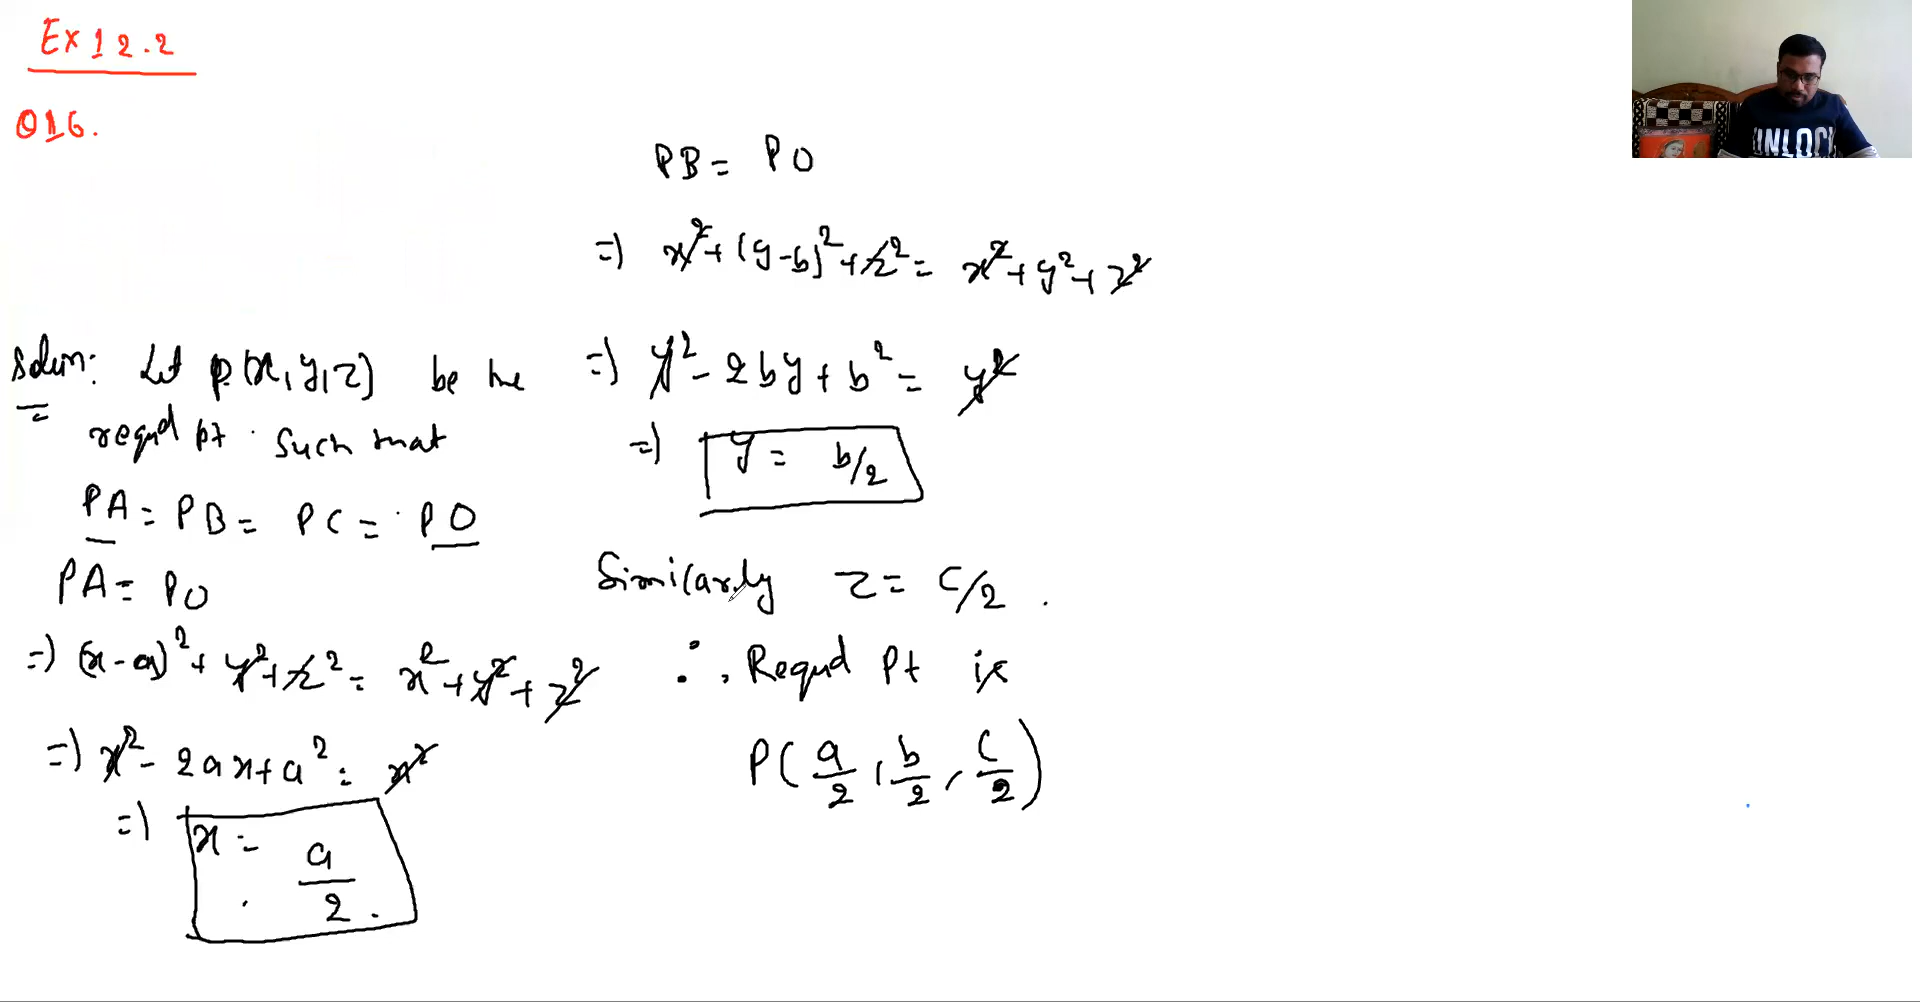 Ex 12.2
Q16.
Soln: Let P(x, y, z) be the
requd pt. Such that
PA = PB = PC = PO
PA = PO
=) (x-a)² + y² + z² = x² + y² + z²
=) x² - 2ax + a² = x²
=) x = a/2.
PB = PO
=) x² + (y-b)² + z² = x² + y² + z²
=) y² - 2by + b² = y²
=) y = b/2
Similarly z = c/2.
∴, Requd Pt is
P(a/2, b/2, c/2)
UNLOCK